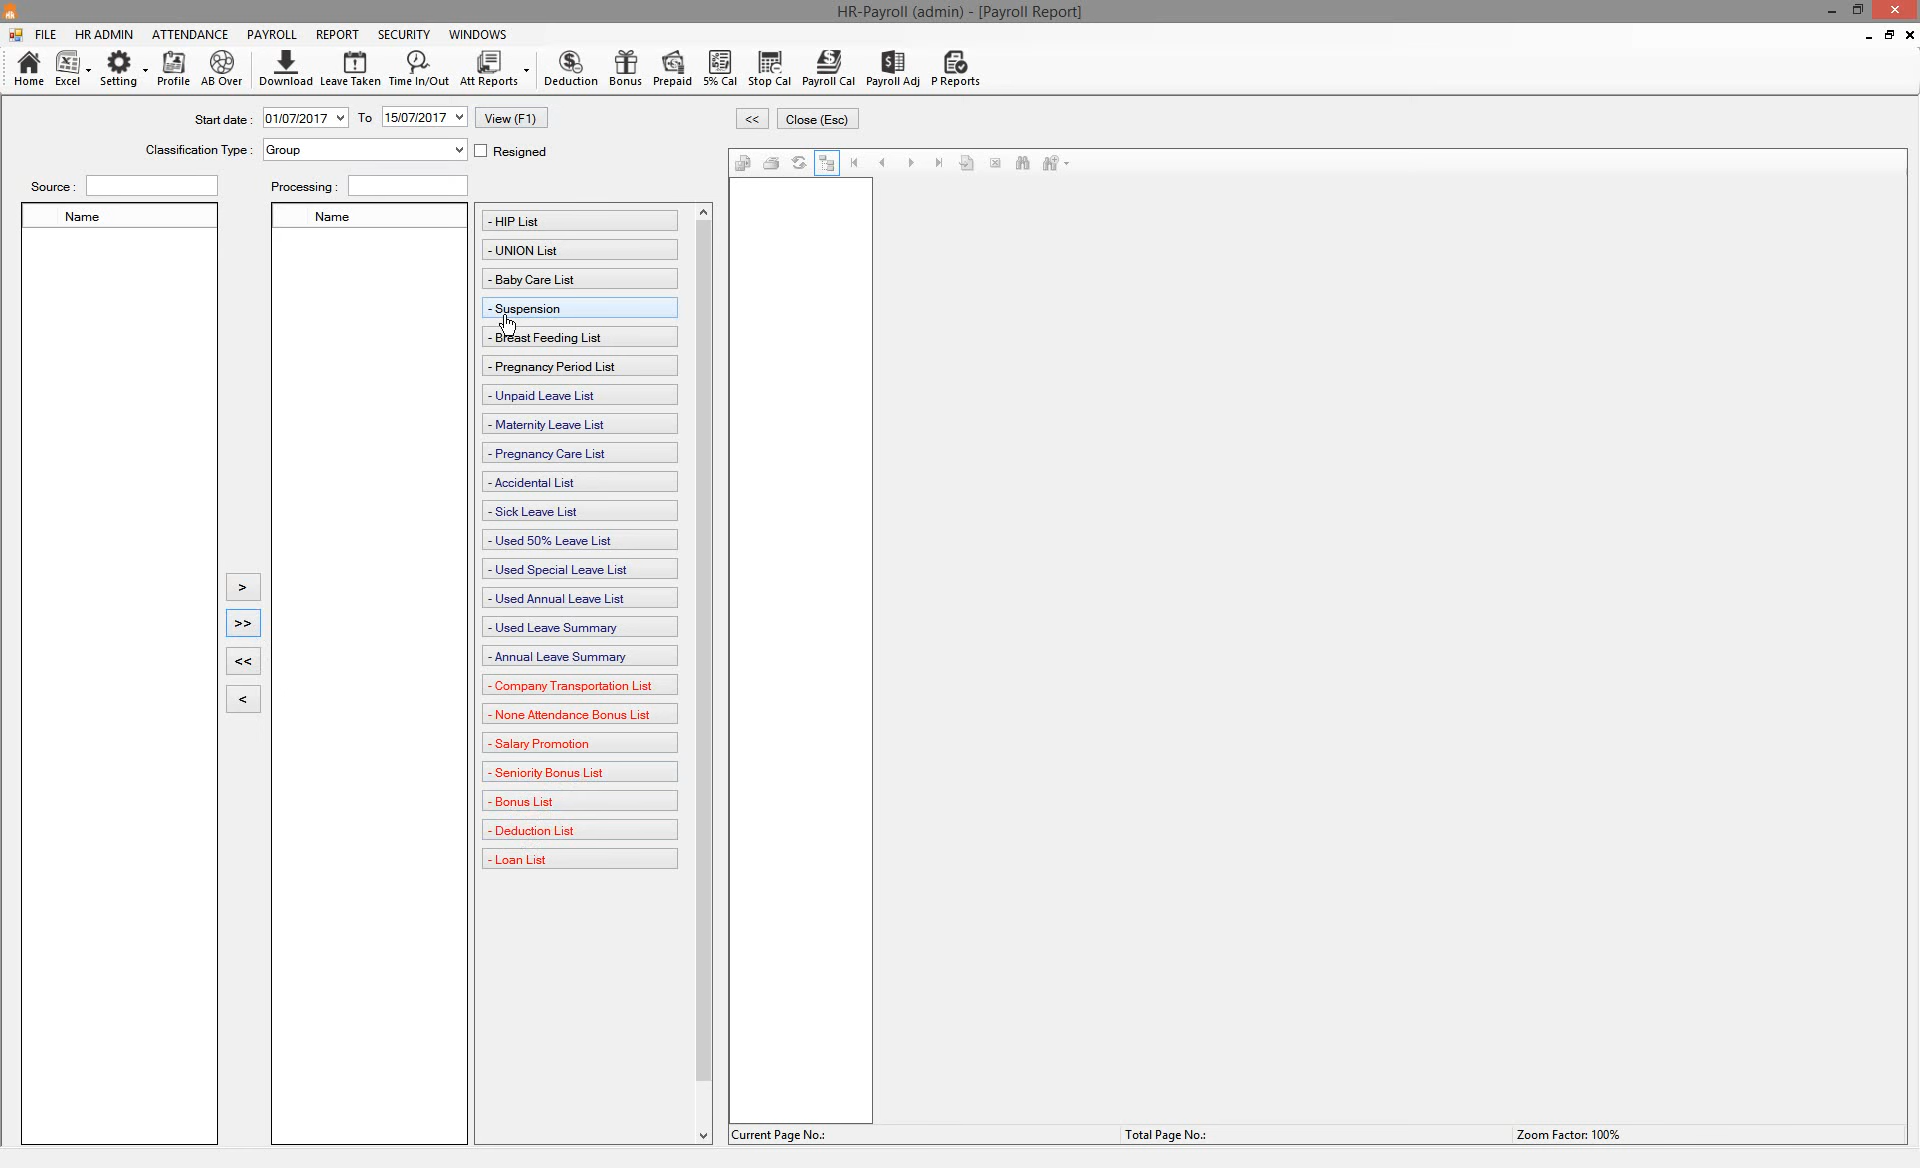 HR-Payroll (admin) - [Payroll Report]
FILE HR ADMIN ATTENDANCE PAYROLL REPORT SECURITY WINDOWS
Home Excel Setting Profile AB Over Download Leave Taken Time In/Out Att Reports Deduction Bonus Prepaid 5% Cal Stop Cal Payroll Cal Payroll Adj P Reports
Start date : 01/07/2017 To 15/07/2017 View (F1) << Close (Esc)
Classification Type : Group Resigned
Source : Processing :
Name Name
- HIP List
- UNION List
- Baby Care List
- Suspension
- Breast Feeding List
- Pregnancy Period List
- Unpaid Leave List
- Maternity Leave List
- Pregnancy Care List
- Accidental List
- Sick Leave List
- Used 50% Leave List
- Used Special Leave List
- Used Annual Leave List
- Used Leave Summary
- Annual Leave Summary
- Company Transportation List
- None Attendance Bonus List
- Salary Promotion
- Seniority Bonus List
- Bonus List
- Deduction List
- Loan List
>
>>
<<
<
Current Page No.: Total Page No.: Zoom Factor: 100%